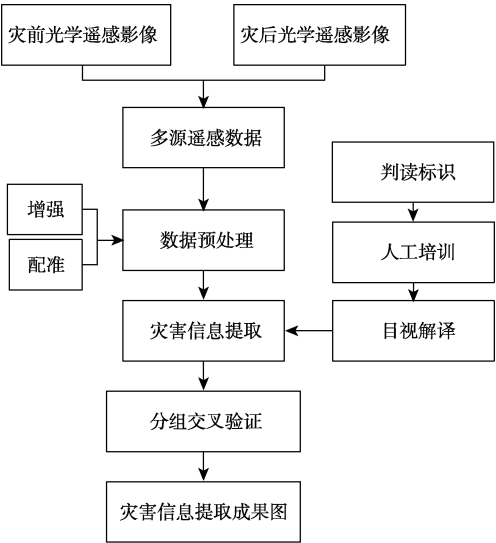 灾前光学遥感影像
灾后光学遥感影像
多源遥感数据
判读标识
增强
数据预处理
人工培训
配准
灾害信息提取
目视解译
分组交叉验证
灾害信息提取成果图